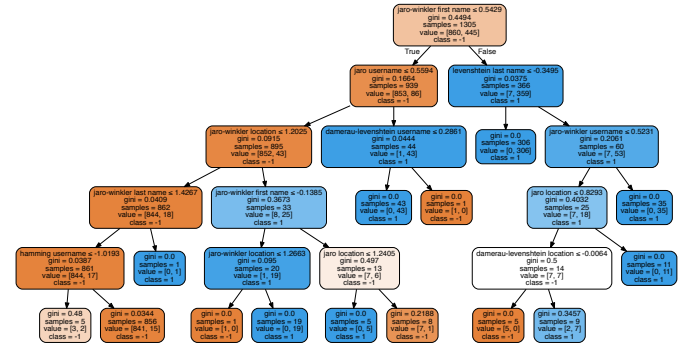 jaro-winkler first name ≤ 0.5429
gini = 0.4494
samples = 1305
value = [860, 445]
class = -1
True
False
jaro username ≤ 0.5594
gini = 0.1664
samples = 939
value = [853, 86]
class = -1
levenshtein last name ≤ -0.3495
gini = 0.0375
samples = 366
value = [7, 359]
class = 1
jaro-winkler location ≤ 1.2025
gini = 0.0915
samples = 895
value = [852, 43]
class = -1
damerau-levenshtein username ≤ 0.2861
gini = 0.0444
samples = 44
value = [1, 43]
class = 1
gini = 0.0
samples = 306
value = [0, 306]
class = 1
jaro-winkler username ≤ 0.5231
gini = 0.2061
samples = 60
value = [7, 53]
class = 1
jaro-winkler last name ≤ 1.4267
gini = 0.0409
samples = 862
value = [844, 18]
class = -1
jaro-winkler first name ≤ -0.1385
gini = 0.3673
samples = 33
value = [8, 25]
class = 1
gini = 0.0
samples = 43
value = [0, 43]
class = 1
gini = 0.0
samples = 1
value = [1, 0]
class = -1
jaro location ≤ 0.8293
gini = 0.4032
samples = 25
value = [7, 18]
class = 1
gini = 0.0
samples = 35
value = [0, 35]
class = 1
hamming username ≤ -1.0193
gini = 0.0387
samples = 861
value = [844, 17]
class = -1
gini = 0.0
samples = 1
value = [0, 1]
class = 1
jaro-winkler location ≤ 1.2663
gini = 0.095
samples = 20
value = [1, 19]
class = 1
jaro location ≤ 1.2405
gini = 0.497
samples = 13
value = [7, 6]
class = -1
damerau-levenshtein location ≤ -0.0064
gini = 0.5
samples = 14
value = [7, 7]
class = -1
gini = 0.0
samples = 11
value = [0, 11]
class = 1
gini = 0.48
samples = 5
value = [3, 2]
class = -1
gini = 0.0344
samples = 856
value = [841, 15]
class = -1
gini = 0.0
samples = 1
value = [1, 0]
class = -1
gini = 0.0
samples = 19
value = [0, 19]
class = 1
gini = 0.0
samples = 5
value = [0, 5]
class = 1
gini = 0.2188
samples = 8
value = [7, 1]
class = -1
gini = 0.0
samples = 5
value = [5, 0]
class = -1
gini = 0.3457
samples = 9
value = [2, 7]
class = 1